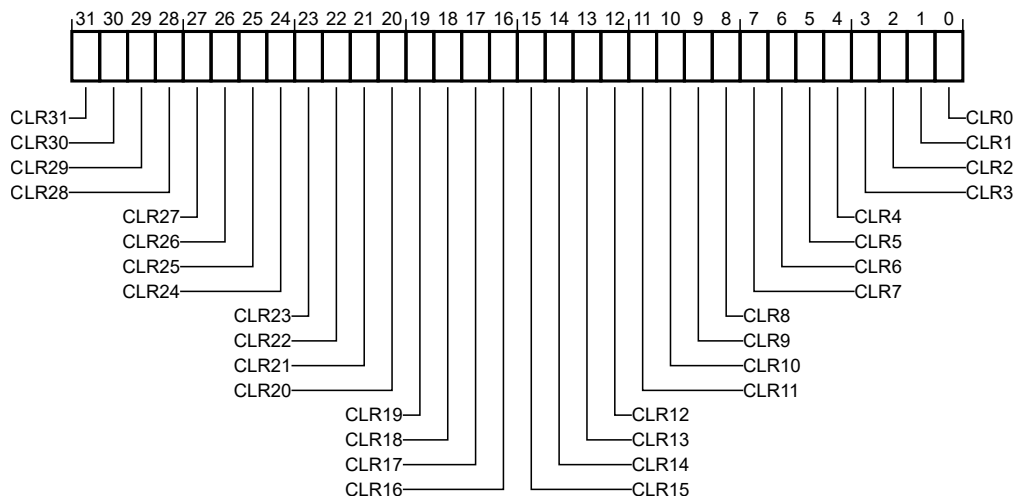 31 30 29 28 27 26 25 24 23 22 21 20 19 18 17 16 15 14 13 12 11 10 9 8 7 6 5 4 3 2 1 0
CLR31 CLR0
CLR30 CLR1
CLR29 CLR2
CLR28 CLR3
CLR27 CLR4
CLR26 CLR5
CLR25 CLR6
CLR24 CLR7
CLR23 CLR8
CLR22 CLR9
CLR21 CLR10
CLR20 CLR11
CLR19 CLR12
CLR18 CLR13
CLR17 CLR14
CLR16 CLR15